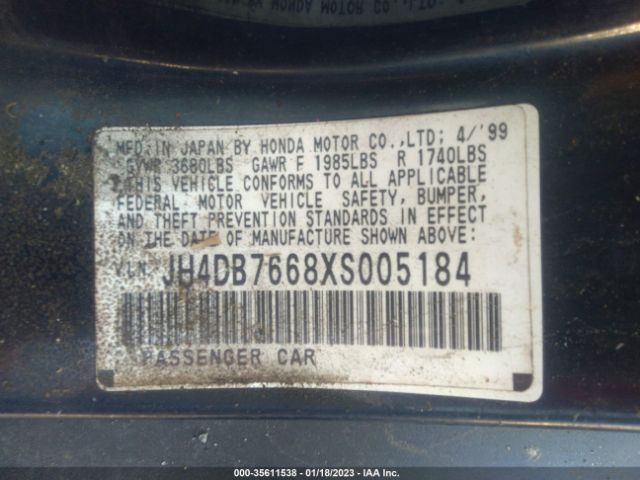 MFD. IN JAPAN BY HONDA MOTOR CO.,LTD; 4/'99
GVWR 3680LBS GAWR F 1985LBS R 1740LBS
THIS VEHICLE CONFORMS TO ALL APPLICABLE
FEDERAL MOTOR VEHICLE SAFETY, BUMPER,
AND THEFT PREVENTION STANDARDS IN EFFECT
ON THE DATE OF MANUFACTURE SHOWN ABOVE:
V.I.N. JH4DB7668XS005184
PASSENGER CAR
000-35611538 - 01/18/2023 - IAA Inc.